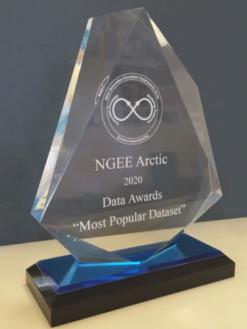 NGEE Arctic
2020
Data Awards
"Most Popular Dataset"